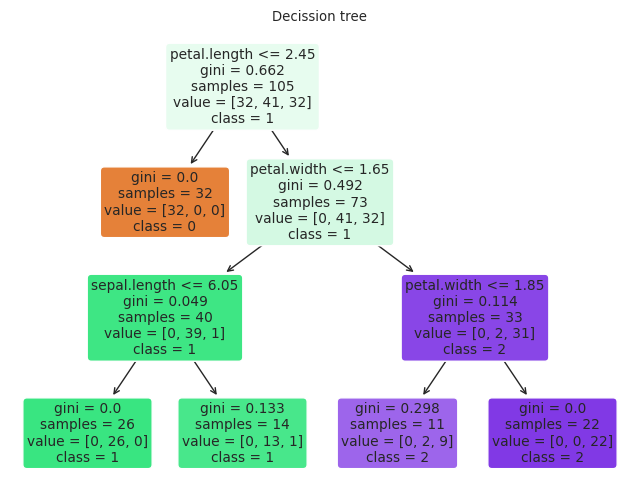 Decission tree
petal.length <= 2.45
gini = 0.662
samples = 105
value = [32, 41, 32]
class = 1
gini = 0.0
samples = 32
value = [32, 0, 0]
class = 0
petal.width <= 1.65
gini = 0.492
samples = 73
value = [0, 41, 32]
class = 1
sepal.length <= 6.05
gini = 0.049
samples = 40
value = [0, 39, 1]
class = 1
petal.width <= 1.85
gini = 0.114
samples = 33
value = [0, 2, 31]
class = 2
gini = 0.0
samples = 26
value = [0, 26, 0]
class = 1
gini = 0.133
samples = 14
value = [0, 13, 1]
class = 1
gini = 0.298
samples = 11
value = [0, 2, 9]
class = 2
gini = 0.0
samples = 22
value = [0, 0, 22]
class = 2